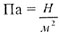 Па = Н/м²